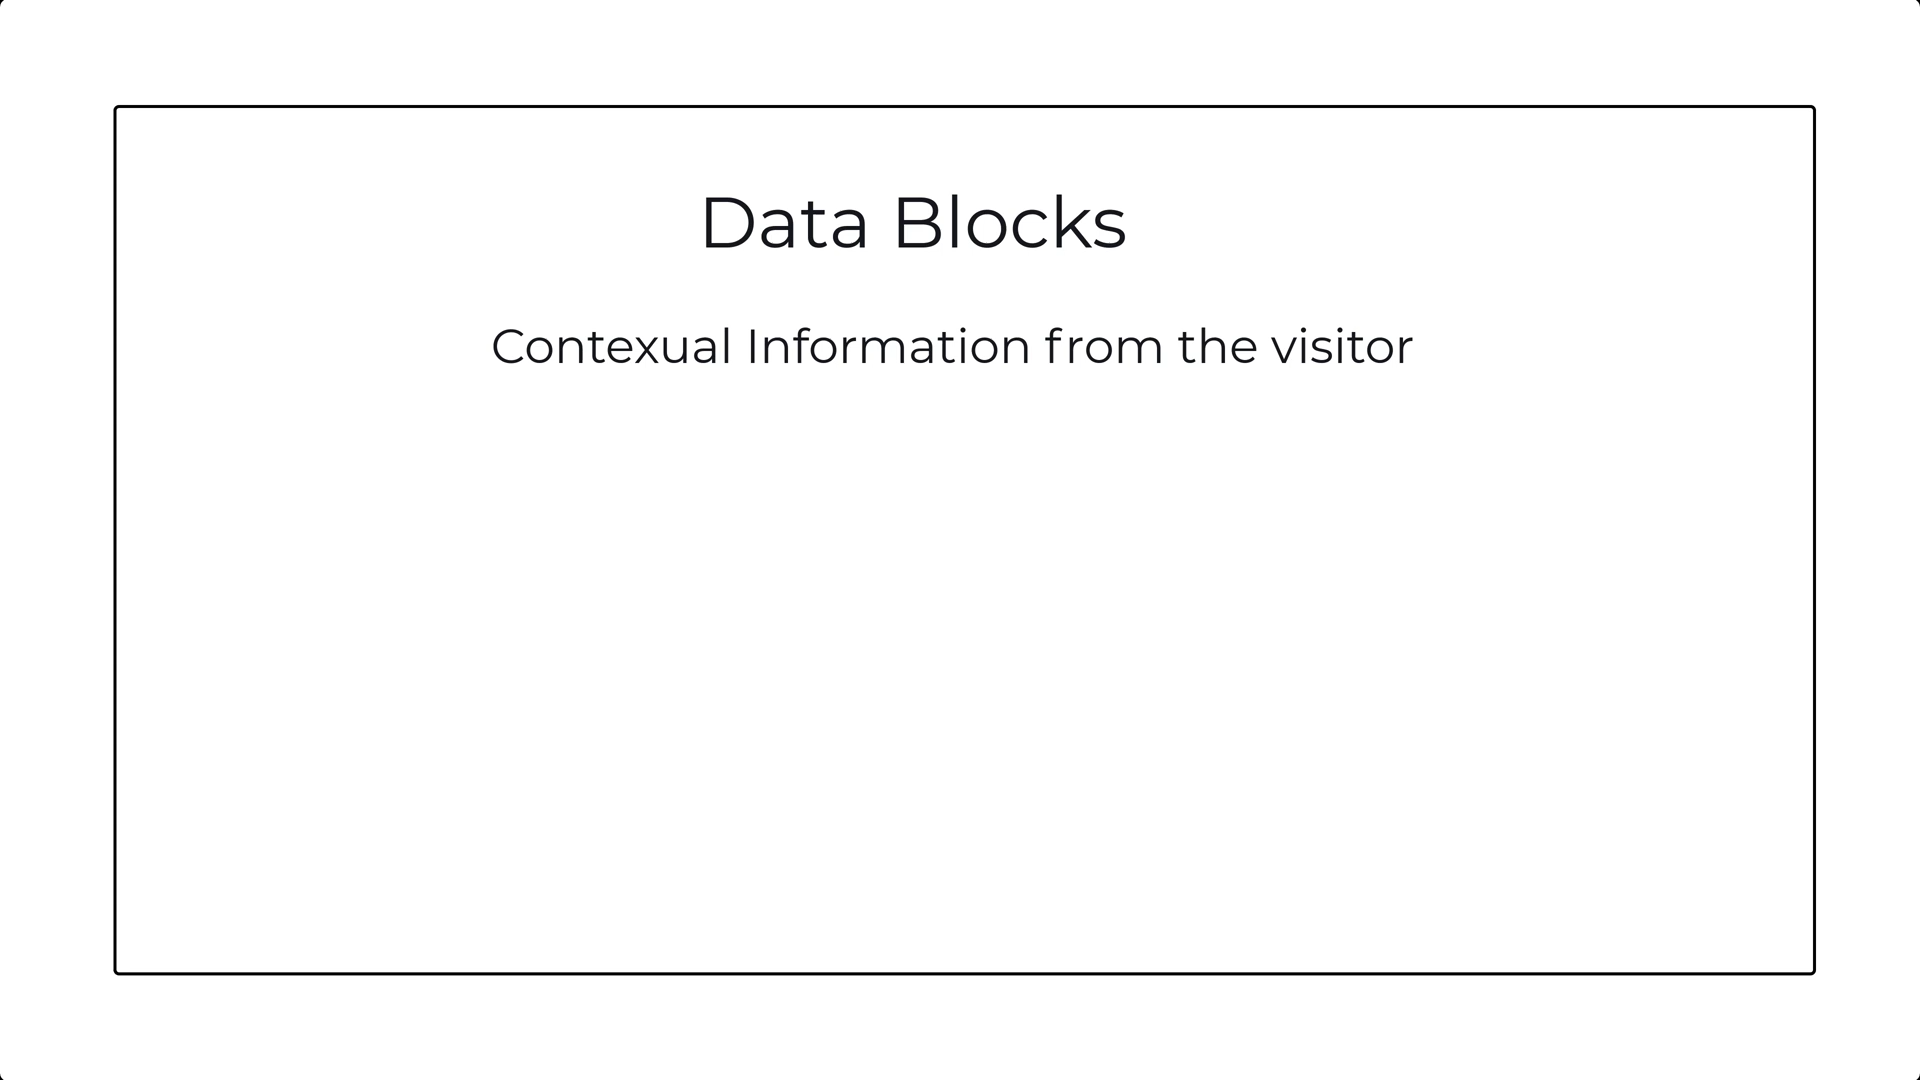 Data Blocks
Contexual Information from the visitor